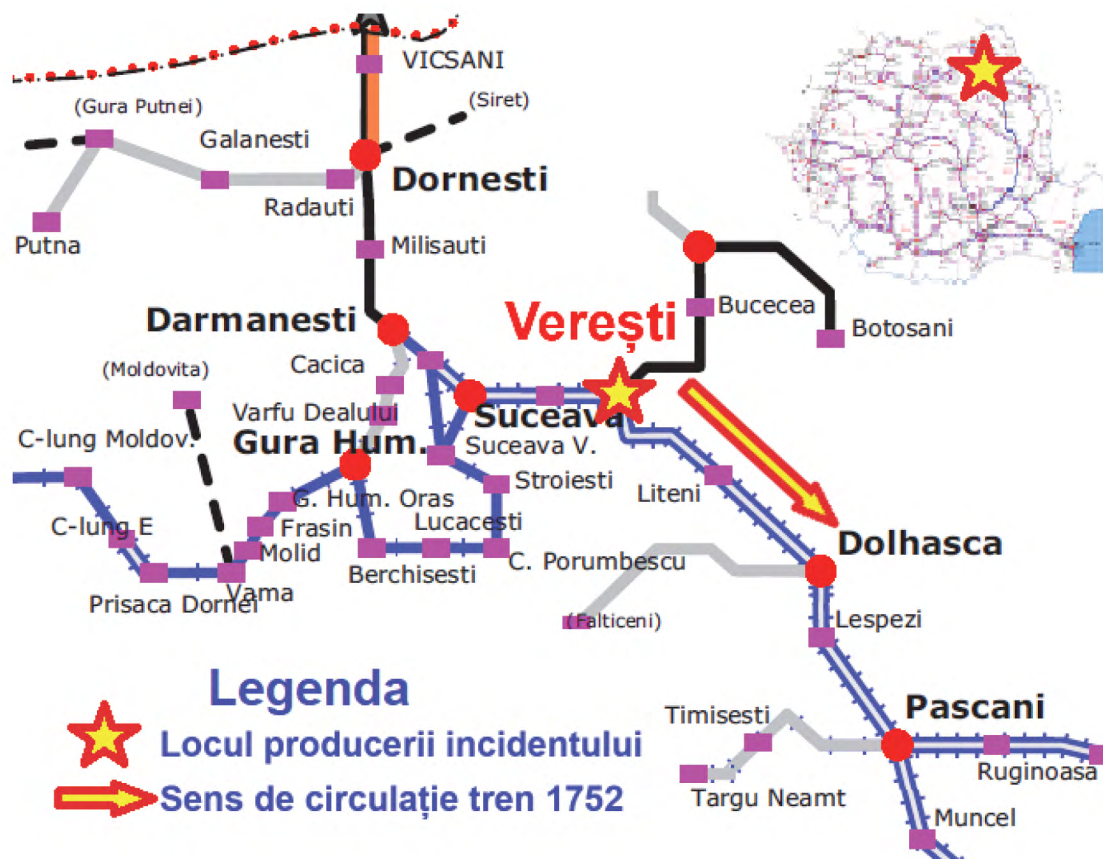 VICSANI
(Gura Putnei)
(Siret)
Galanesti
Dornesti
Radauti
Putna
Milisauti
Bucecea
Darmanesti
Verești
Botosani
Cacica
(Moldovita)
Varfu Dealului
Suceava
C-lung Moldov.
Gura Hum.
Suceava V.
Stroiesti
Liteni
G. Hum. Oras
C-lung E
Frasin
Lucacesti
Dolhasca
Molid
Berchisesti
C. Porumbescu
Vama
Prisaca Dornei
(Falticeni)
Lespezi
Legenda
Pascani
Timisesti
Locul producerii incidentului
Ruginoasa
Sens de circulație tren 1752
Targu Neamt
Muncel